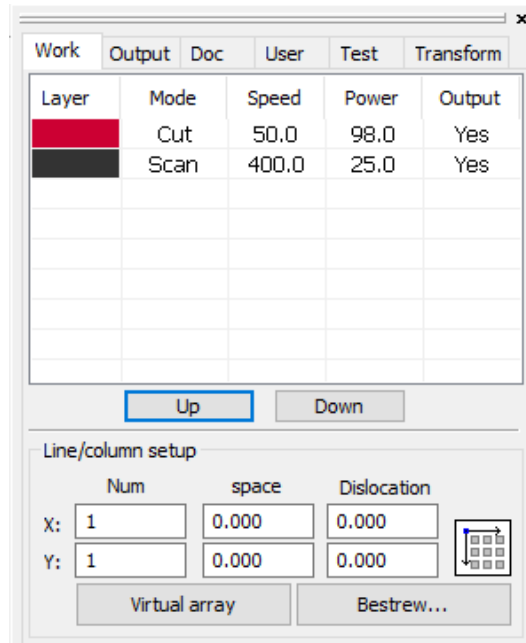 Work Output Doc User Test Transform
Layer Mode Speed Power Output
Cut 50.0 98.0 Yes
Scan 400.0 25.0 Yes
Up Down
Line/column setup
Num space Dislocation
X: 1 0.000 0.000
Y: 1 0.000 0.000
Virtual array Bestrew...